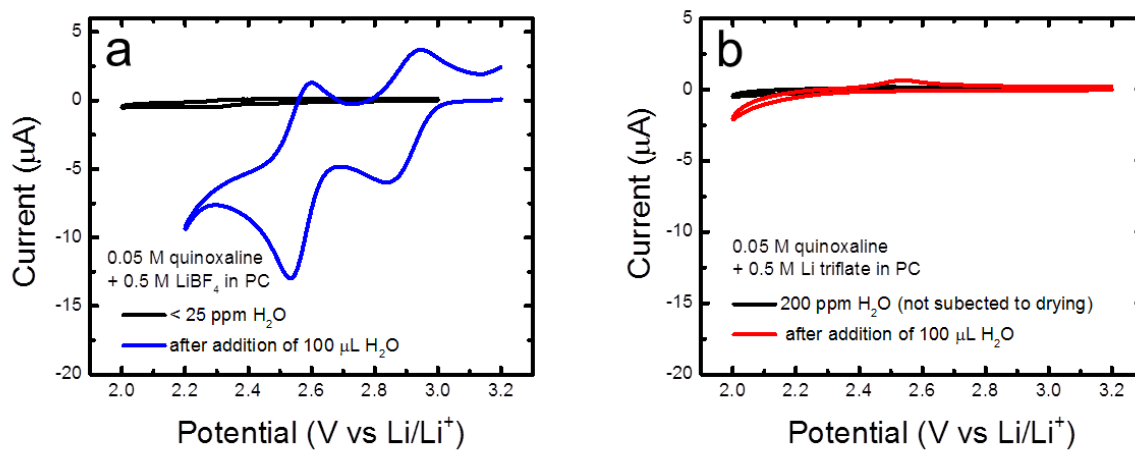 a
5
0
-5
-10
-15
-20
Current (μA)
0.05 M quinoxaline
+ 0.5 M LiBF4 in PC
< 25 ppm H2O
after addition of 100 μL H2O
2.0 2.2 2.4 2.6 2.8 3.0 3.2
Potential (V vs Li/Li+)
b
5
0
-5
-10
-15
-20
Current (μA)
0.05 M quinoxaline
+ 0.5 M Li triflate in PC
200 ppm H2O (not subected to drying)
after addition of 100 μL H2O
2.0 2.2 2.4 2.6 2.8 3.0 3.2
Potential (V vs Li/Li+)